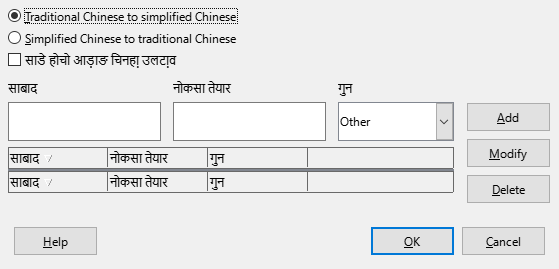 Traditional Chinese to simplified Chinese
Simplified Chinese to traditional Chinese
साडे होचो आड़ाङ चिनहा़ उलटा़व
साबाद नोकसा तेयार गुन
Other Add
साबाद नोकसा तेयार गुन Modify
साबाद नोकसा तेयार गुन Delete
Help OK Cancel